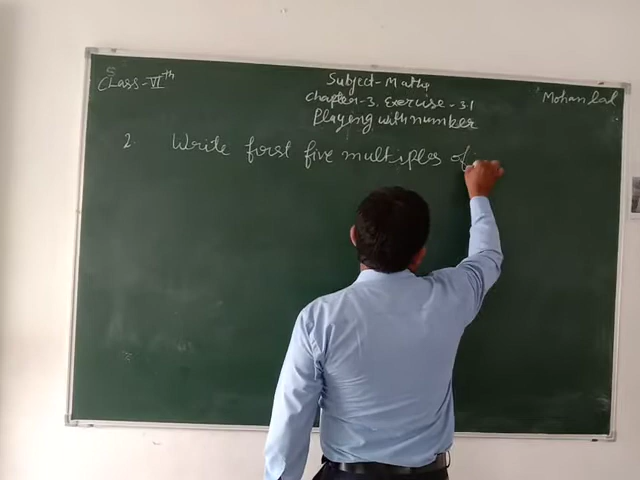 Class-VIth
Subject-Maths
Mohan Lal
Chapter-3, Exercise-3.1
Playeng with number
2. Write first five multiples of